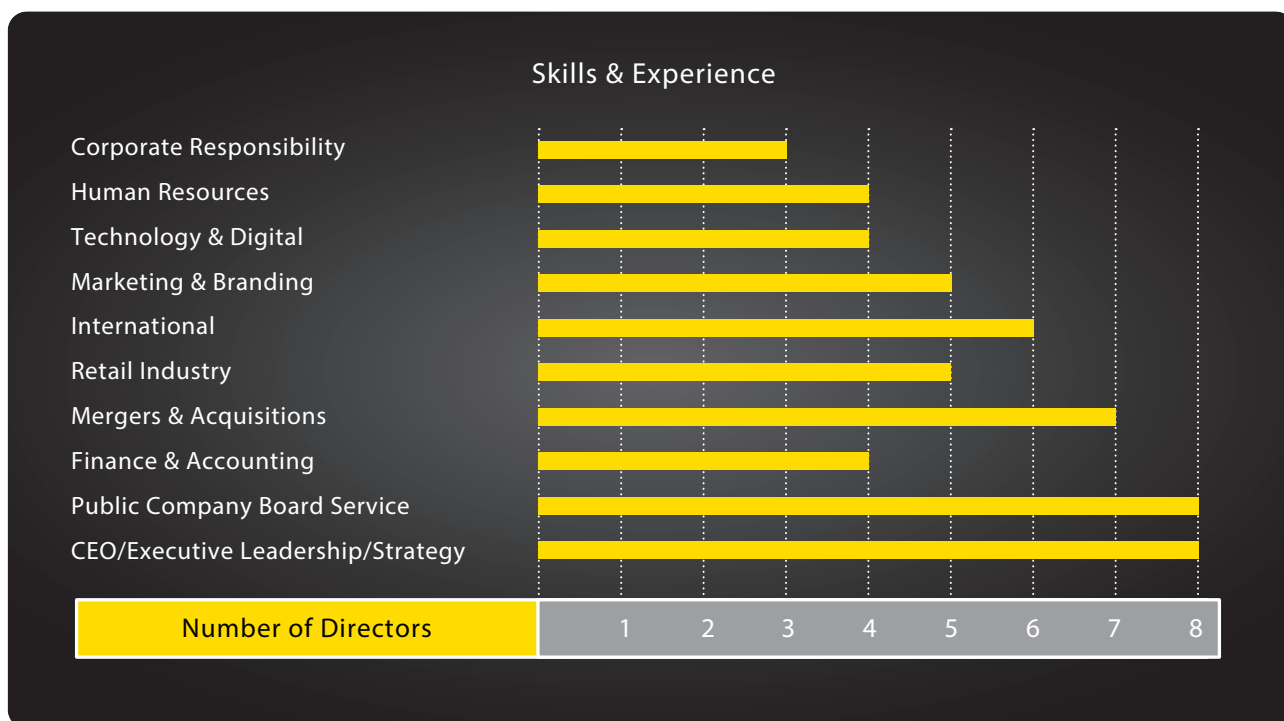 Skills & Experience
Corporate Responsibility
Human Resources
Technology & Digital
Marketing & Branding
International
Retail Industry
Mergers & Acquisitions
Finance & Accounting
Public Company Board Service
CEO/Executive Leadership/Strategy
Number of Directors 1 2 3 4 5 6 7 8